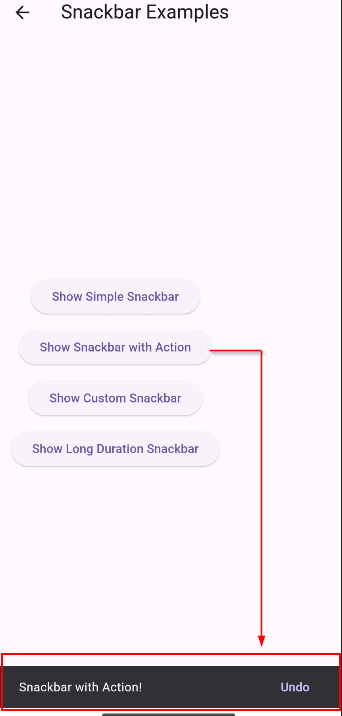 Snackbar Examples
Show Simple Snackbar
Show Snackbar with Action
Show Custom Snackbar
Show Long Duration Snackbar
Snackbar with Action! Undo